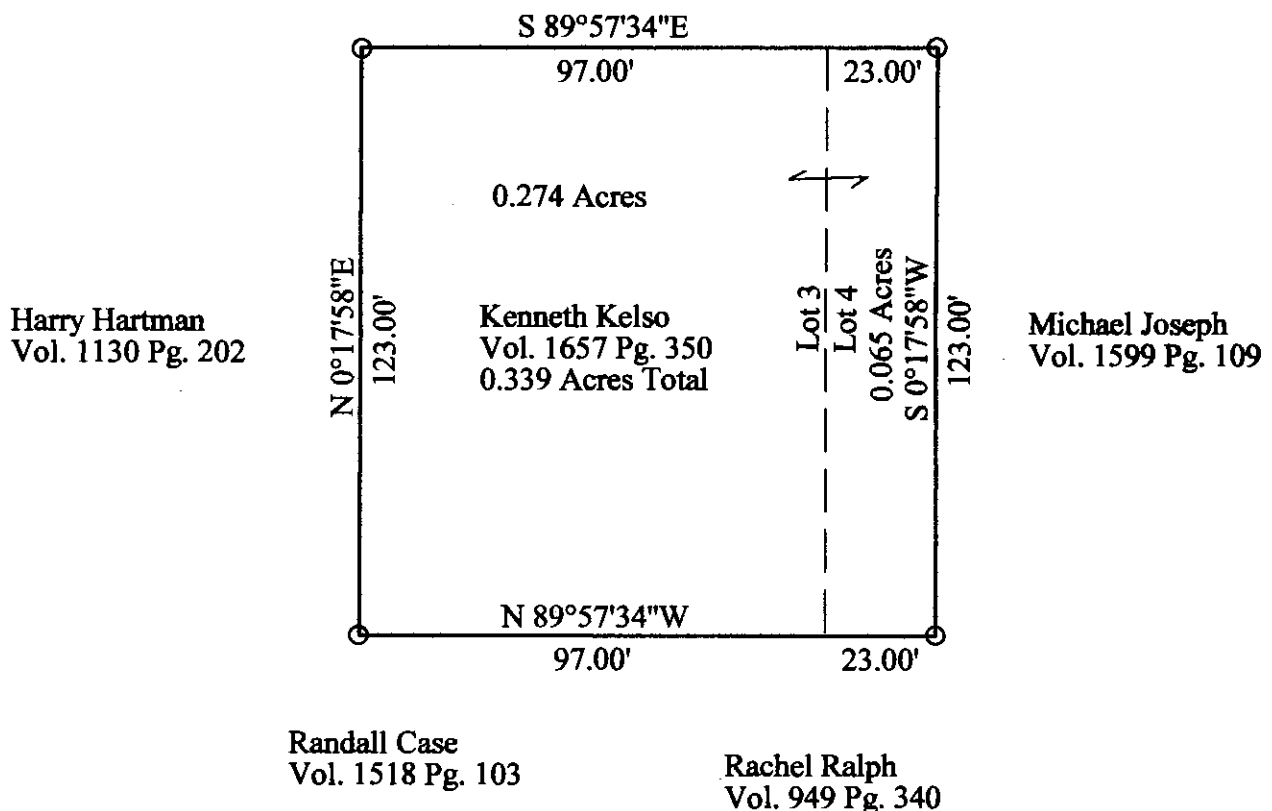 S 89°57'34"E
97.00'
23.00'
0.274 Acres
N 0°17'58"E
123.00'
Harry Hartman
Vol. 1130 Pg. 202
Kenneth Kelso
Vol. 1657 Pg. 350
0.339 Acres Total
Lot 3
Lot 4
0.065 Acres
S 0°17'58"W
123.00'
Michael Joseph
Vol. 1599 Pg. 109
N 89°57'34"W
97.00'
23.00'
Randall Case
Vol. 1518 Pg. 103
Rachel Ralph
Vol. 949 Pg. 340